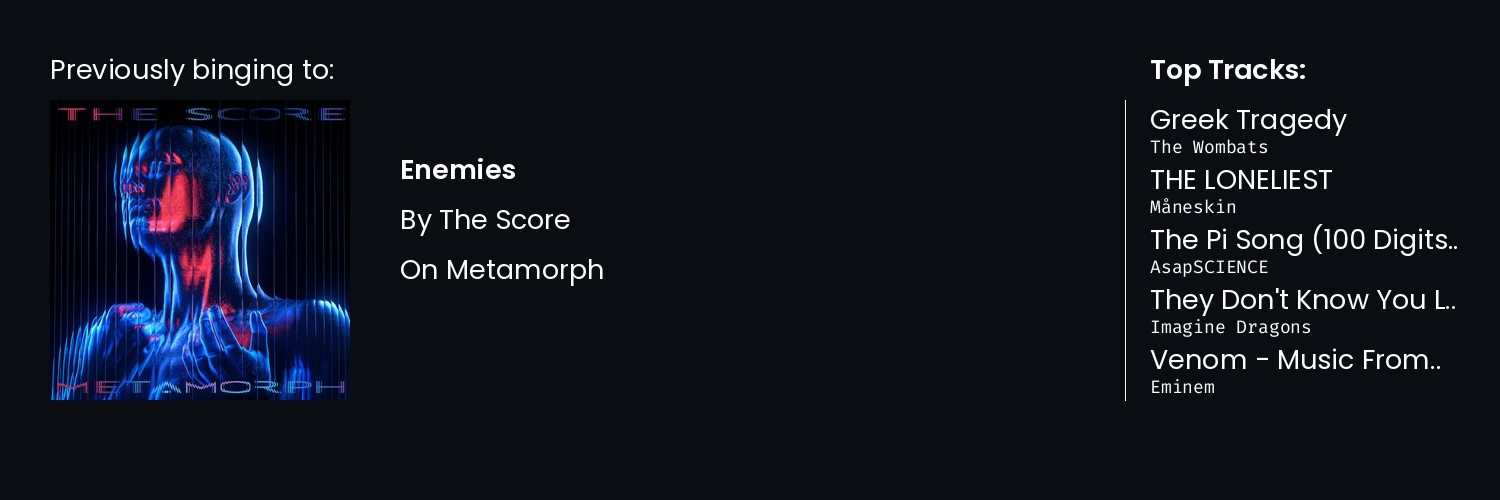 Previously binging to:
THE SCORE
METAMORPH
Enemies
By The Score
On Metamorph
Top Tracks:
Greek Tragedy
The Wombats
THE LONELIEST
Måneskin
The Pi Song (100 Digits..
AsapSCIENCE
They Don't Know You L..
Imagine Dragons
Venom - Music From..
Eminem